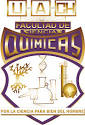 UACH
FACULTAD DE
CIENCIAS
QUIMICAS
POR LA CIENCIA PARA BIEN DEL HOMBRE